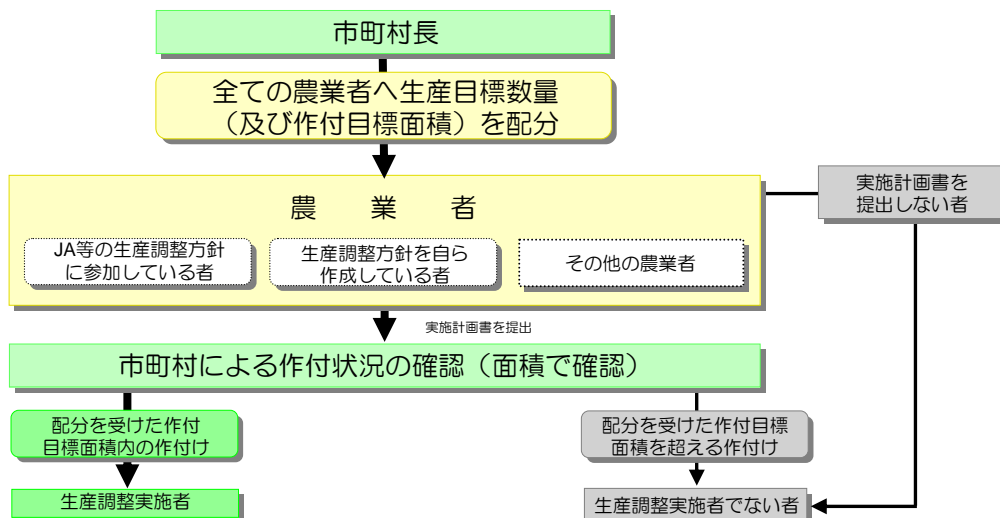 市町村長
全ての農業者へ生産目標数量
（及び作付目標面積）を配分
実施計画書を
提出しない者
農　業　者
JA等の生産調整方針
に参加している者
生産調整方針を自ら
作成している者
その他の農業者
実施計画書を提出
市町村による作付状況の確認（面積で確認）
配分を受けた作付
目標面積内の作付け
配分を受けた作付目標
面積を超える作付け
生産調整実施者
生産調整実施者でない者